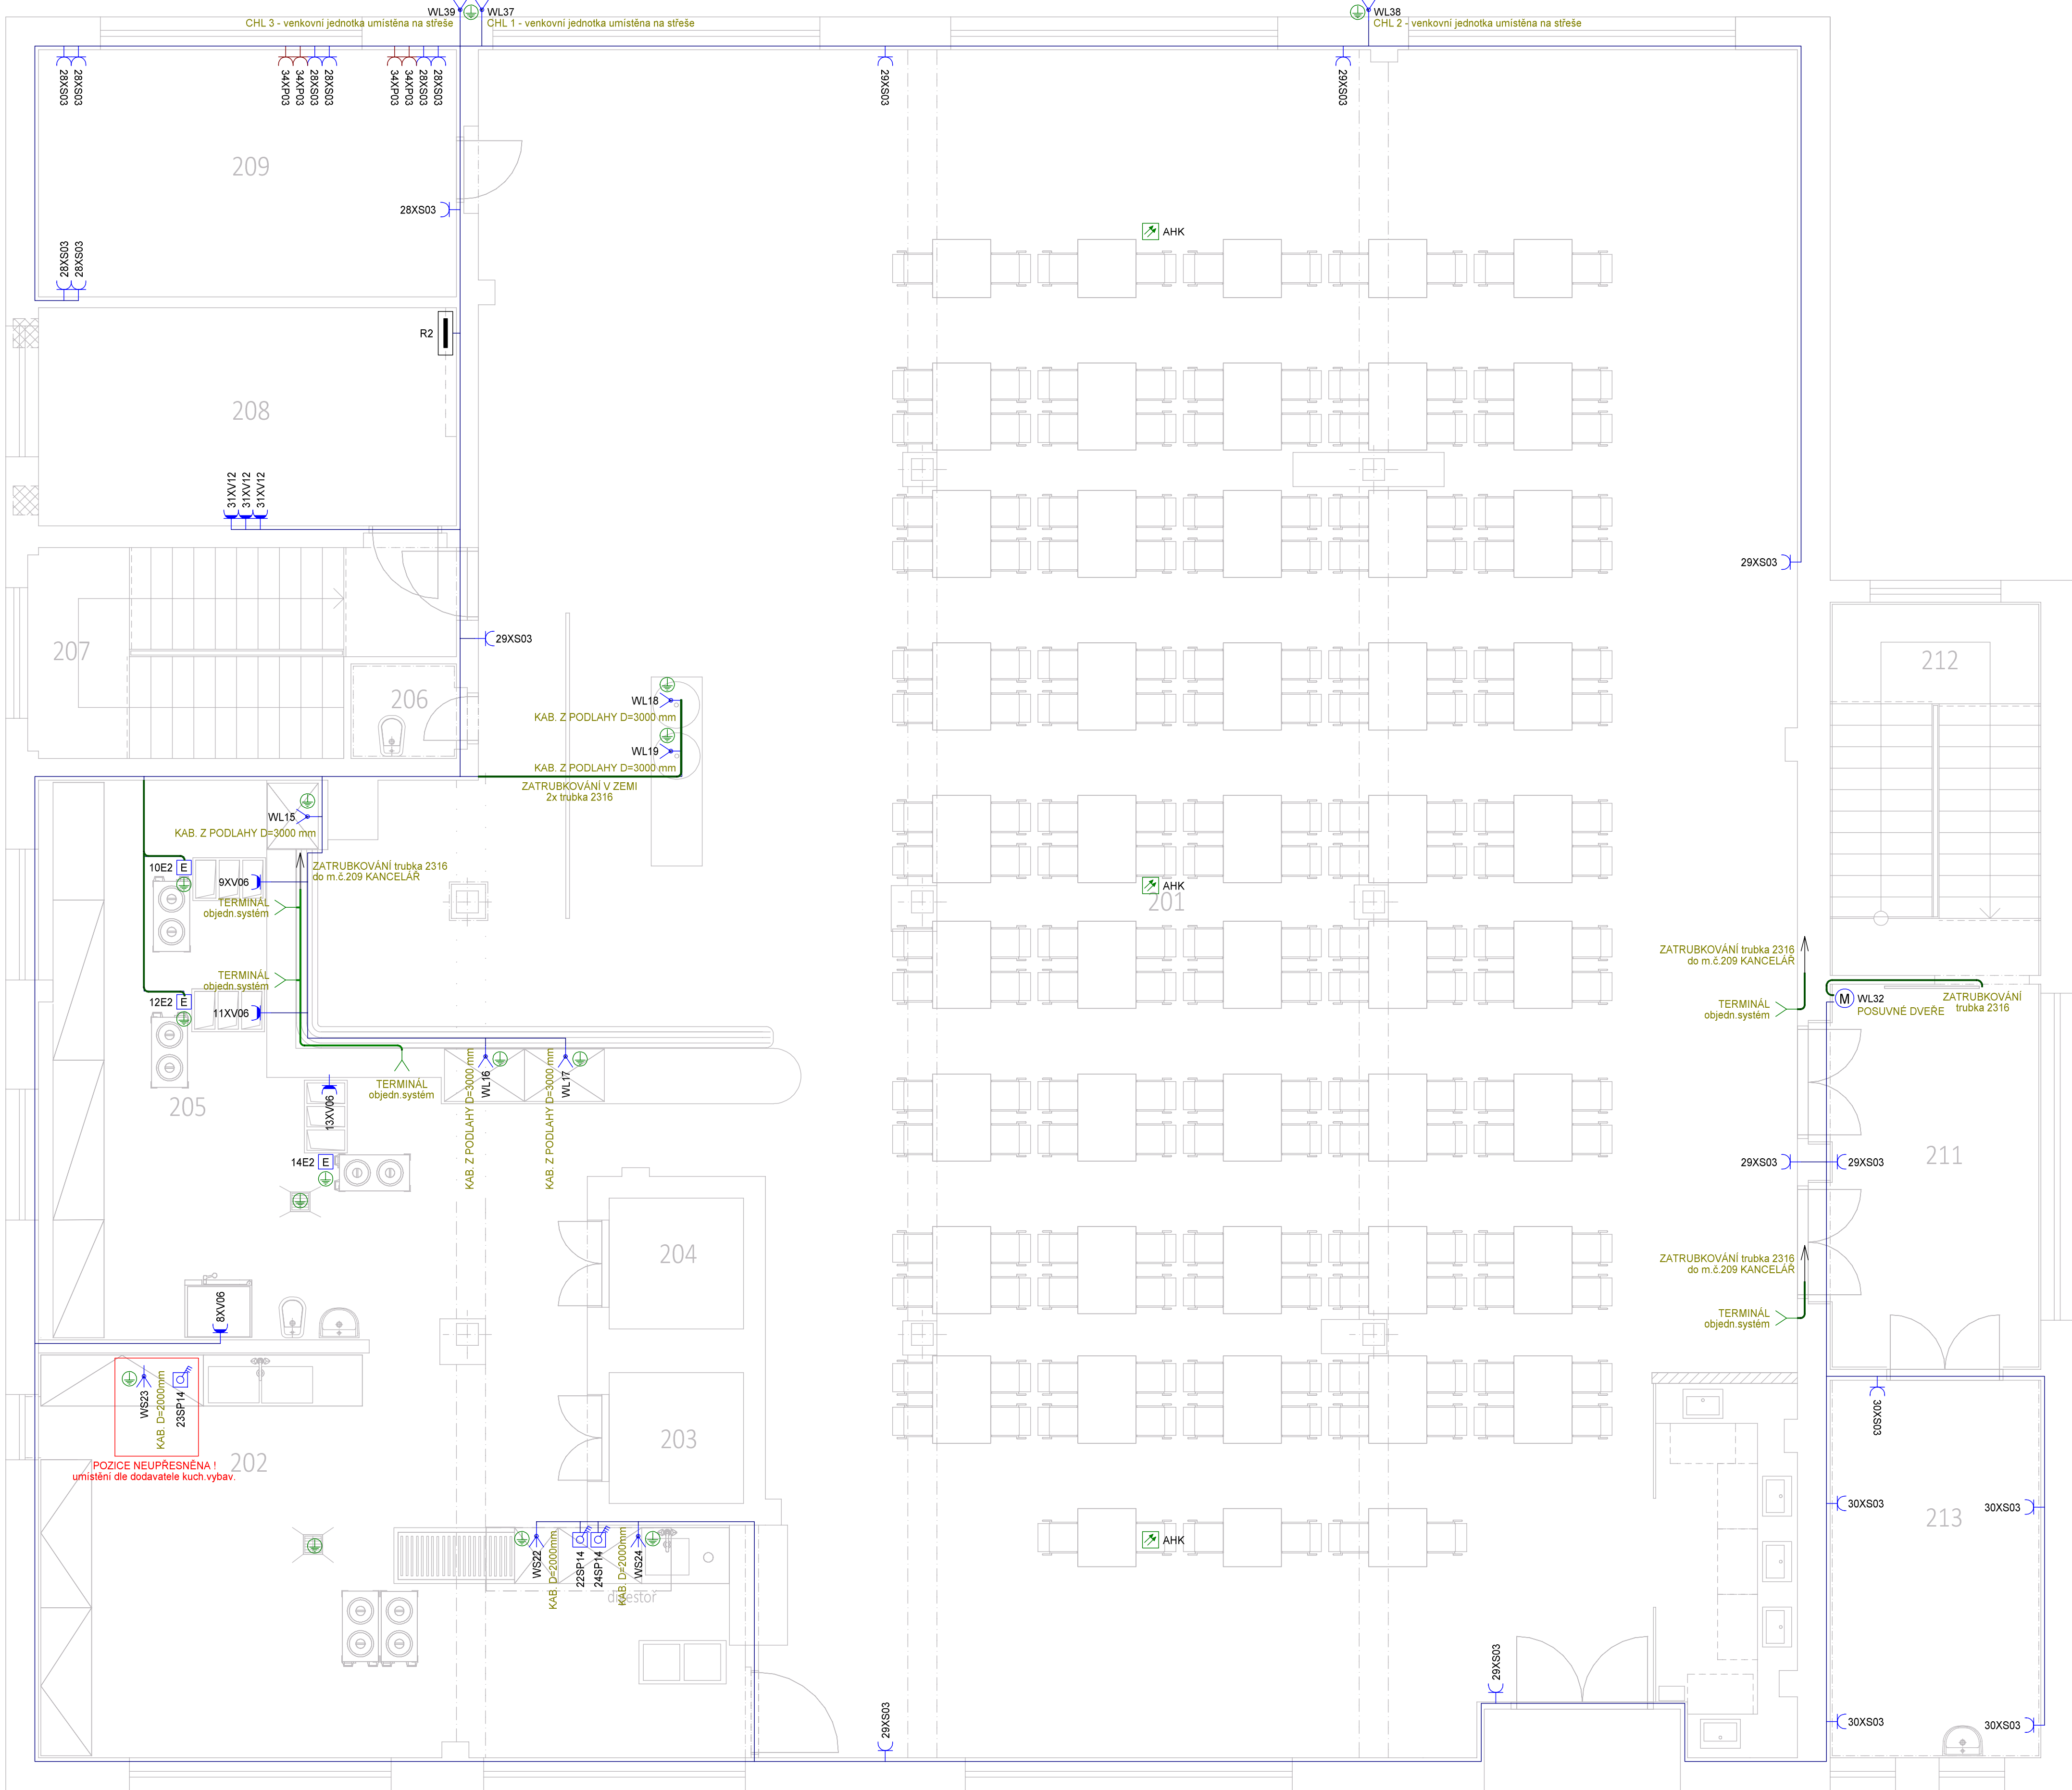 WL39
WL37
WL38
CHL 3 - venkovní jednotka umístěna na střeše
CHL 1 - venkovní jednotka umístěna na střeše
CHL 2 - venkovní jednotka umístěna na střeše
28XS03
28XS03
34XP03
34XP03
28XS03
28XS03
34XP03
34XP03
28XS03
28XS03
29XS03
29XS03
209
28XS03
AHK
28XS03
28XS03
R2
208
31XV12
31XV12
31XV12
29XS03
29XS03
207
206
212
WL18
KAB. Z PODLAHY D=3000 mm
WL19
KAB. Z PODLAHY D=3000 mm
ZATRUBKOVÁNÍ V ZEMI
2x trubka 2316
WL15
KAB. Z PODLAHY D=3000 mm
10E2
E
9XV06
ZATRUBKOVÁNÍ trubka 2316
do m.č.209 KANCELÁŘ
TERMINÁL
objedn.systém
AHK
201
TERMINÁL
objedn.systém
12E2
E
11XV06
ZATRUBKOVÁNÍ trubka 2316
do m.č.209 KANCELÁŘ
TERMINÁL
objedn.systém
M
WL32
POSUVNÉ DVEŘE
ZATRUBKOVÁNÍ
trubka 2316
TERMINÁL
objedn.systém
KAB. Z PODLAHY D=3000 mm
WL16
KAB. Z PODLAHY D=3000 mm
WL17
205
13XV06
14E2
E
29XS03
29XS03
211
204
ZATRUBKOVÁNÍ trubka 2316
do m.č.209 KANCELÁŘ
TERMINÁL
objedn.systém
8XV06
WS23
KAB. D=2000mm
23SP14
POZICE NEUPŘESNĚNA !
umístění dle dodavatele kuch.vybav.
202
203
30XS03
30XS03
30XS03
213
WS22
KAB. D=2000mm
22SP14
24SP14
KAB. D=2000mm
WS24
digestoř
AHK
29XS03
29XS03
30XS03
30XS03